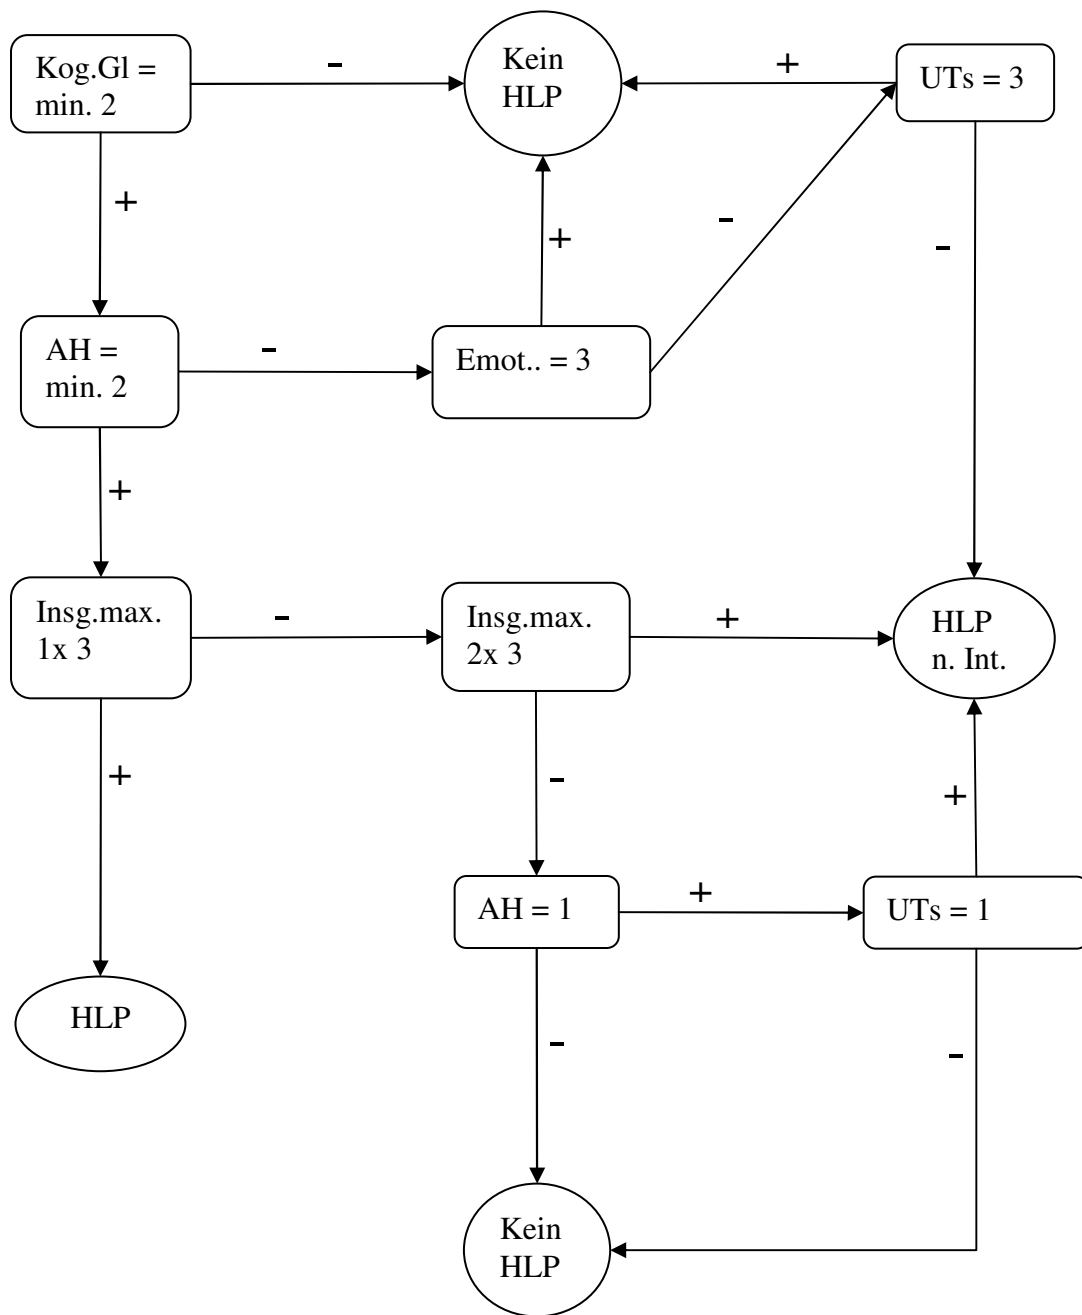 Kog.Gl =
min. 2
-
Kein
HLP
+
UTs = 3
+
+
-
-
AH =
min. 2
-
Emot.. = 3
+
Insg.max.
1x 3
-
Insg.max.
2x 3
+
HLP
n. Int.
+
-
+
AH = 1
+
UTs = 1
HLP
-
-
Kein
HLP